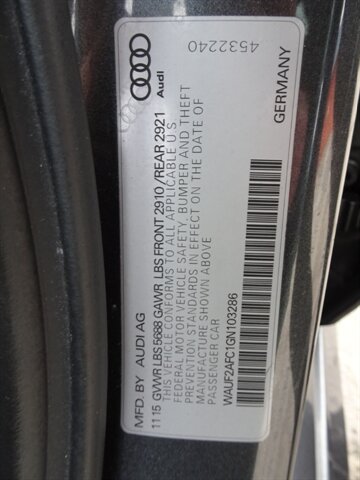 MFD. BY AUDI AG
11 15 GVWR LBS 5688 GAWR LBS FRONT 2910 / REAR 2921
THIS VEHICLE CONFORMS TO ALL APPLICABLE U.S.
FEDERAL MOTOR VEHICLE SAFETY, BUMPER AND THEFT
PREVENTION STANDARDS IN EFFECT ON THE DATE OF
MANUFACTURE SHOWN ABOVE.
PASSENGER CAR
WAUF2AFC1GN103286
GERMANY
Audi
4532240